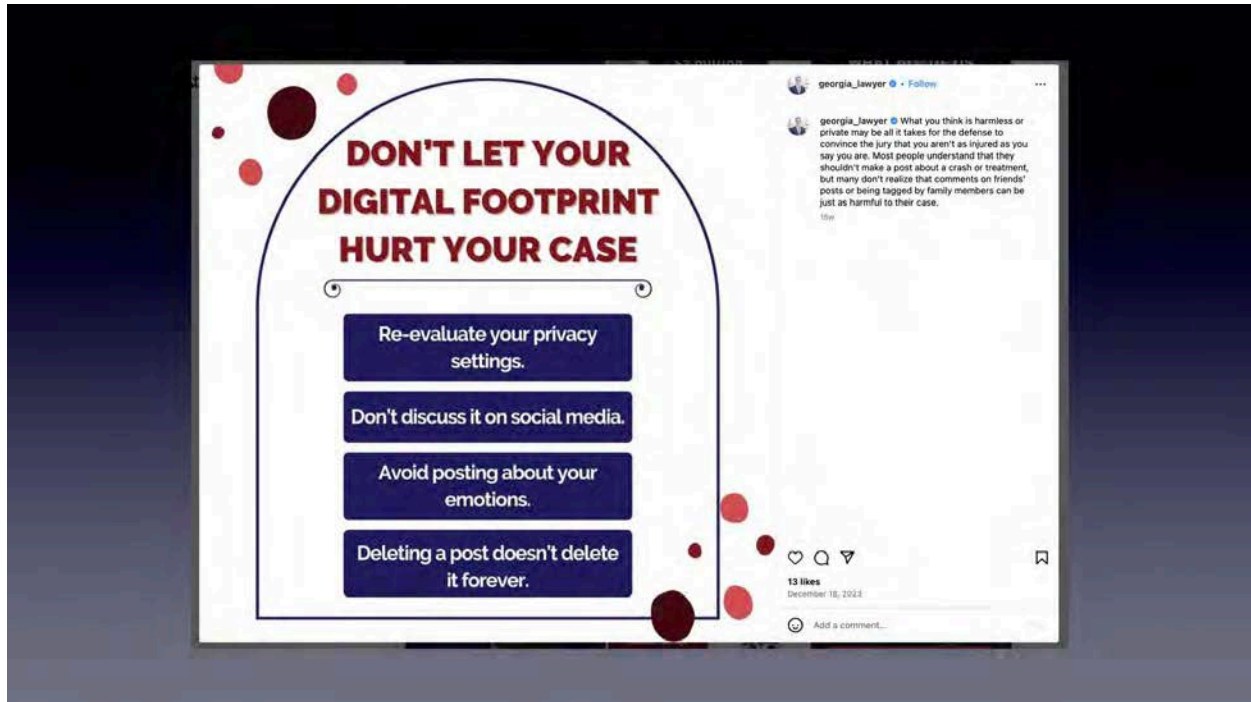 DON'T LET YOUR
DIGITAL FOOTPRINT
HURT YOUR CASE
Re-evaluate your privacy
settings.
Don't discuss it on social media.
Avoid posting about your
emotions.
Deleting a post doesn't delete
it forever.
georgia_lawyer • Follow
georgia_lawyer What you think is harmless or
private may be all it takes for the defense to
convince the jury that you aren't as injured as you
say you are. Most people understand that they
shouldn't make a post about a crash or treatment,
but many don't realize that comments on friends'
posts or being tagged by family members can be
just as harmful to their case.
13 likes
December 18, 2023
Add a comment...